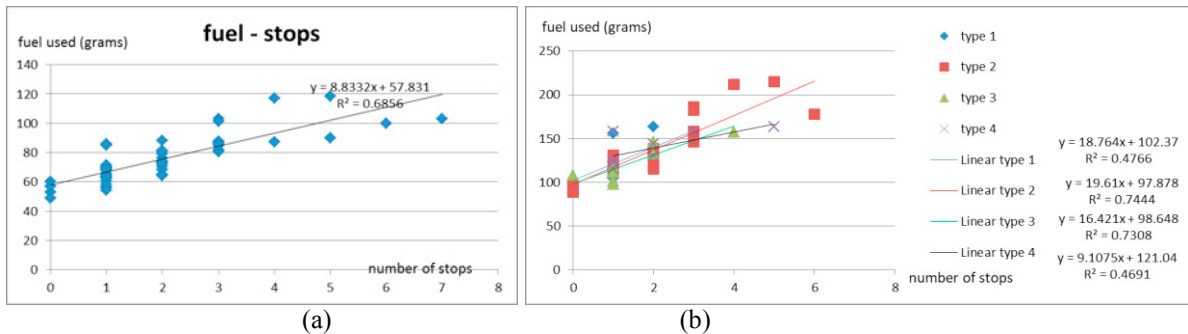 fuel - stops
fuel used (grams)
140
120
100
80
60
40
20
0
y = 8.8332x + 57.831
R² = 0.6856
number of stops
0 1 2 3 4 5 6 7 8
(a)
fuel used (grams)
250
200
150
100
50
0
0 2 4 6 8
number of stops
type 1
type 2
type 3
type 4
Linear type 1
Linear type 2
Linear type 3
Linear type 4
y = 18.764x + 102.37
R² = 0.4766
y = 19.61x + 97.878
R² = 0.7444
y = 16.421x + 98.648
R² = 0.7308
y = 9.1075x + 121.04
R² = 0.4691
(b)